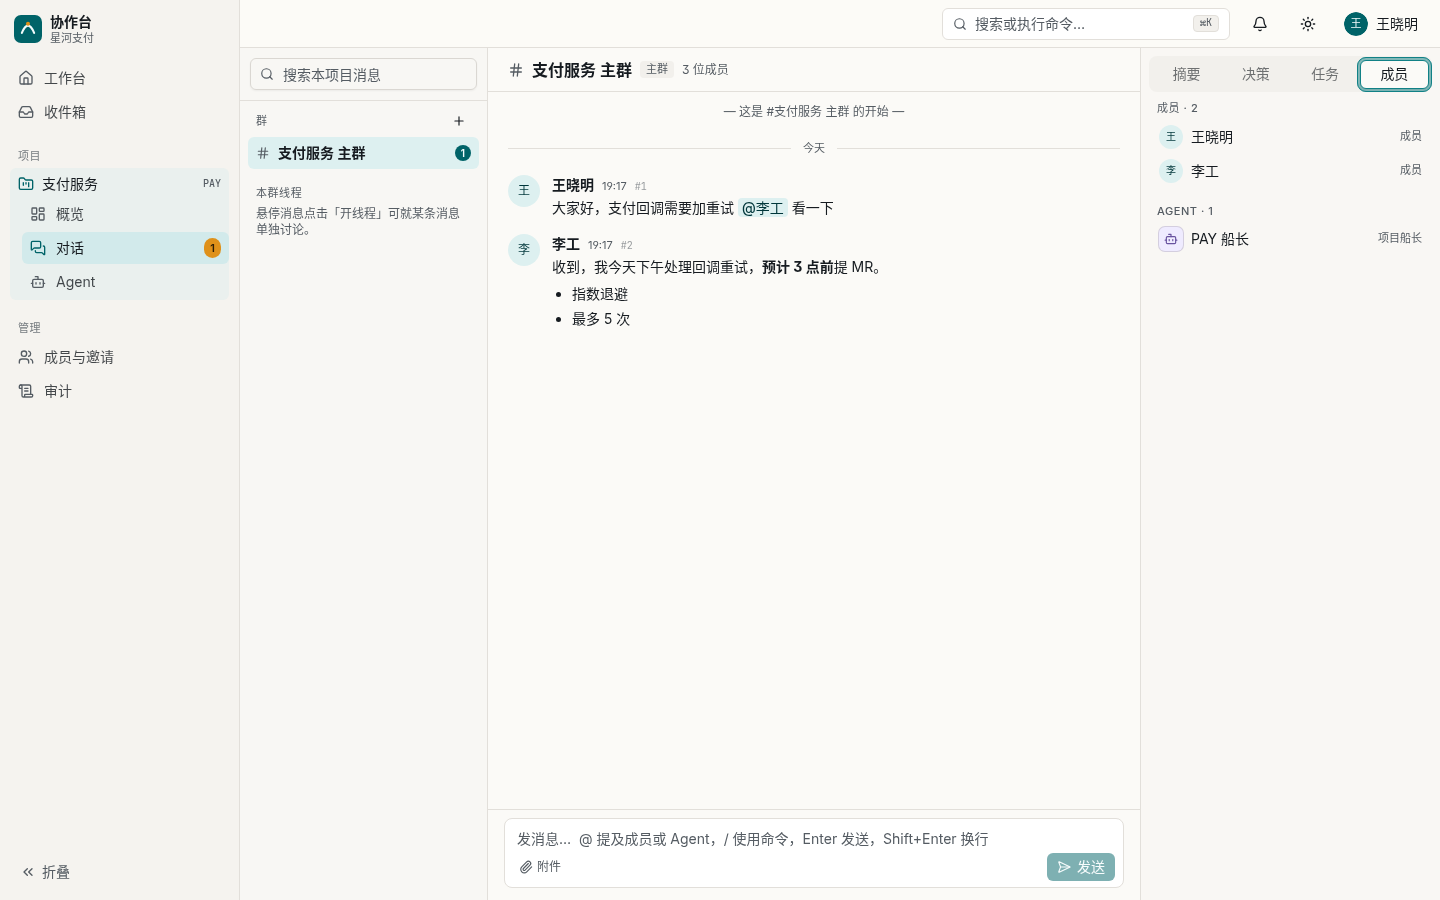 协作台
星河支付
工作台
收件箱
项目
支付服务 PAY
概览
对话 1
Agent
管理
成员与邀请
审计
折叠
搜索或执行命令... ⌘K
王 王晓明
搜索本项目消息
群
支付服务 主群 1
本群线程
悬停消息点击「开线程」可就某条消息
单独讨论。
支付服务 主群 主群 3 位成员
— 这是 #支付服务 主群 的开始 —
今天
王 王晓明 19:17 #1
大家好，支付回调需要加重试 @李工 看一下
李 李工 19:17 #2
收到，我今天下午处理回调重试，预计 3 点前提 MR。
• 指数退避
• 最多 5 次
发消息... @ 提及成员或 Agent，/ 使用命令，Enter 发送，Shift+Enter 换行
附件
发送
摘要 决策 任务 成员
成员 · 2
王 王晓明 成员
李 李工 成员
AGENT · 1
PAY 船长 项目船长